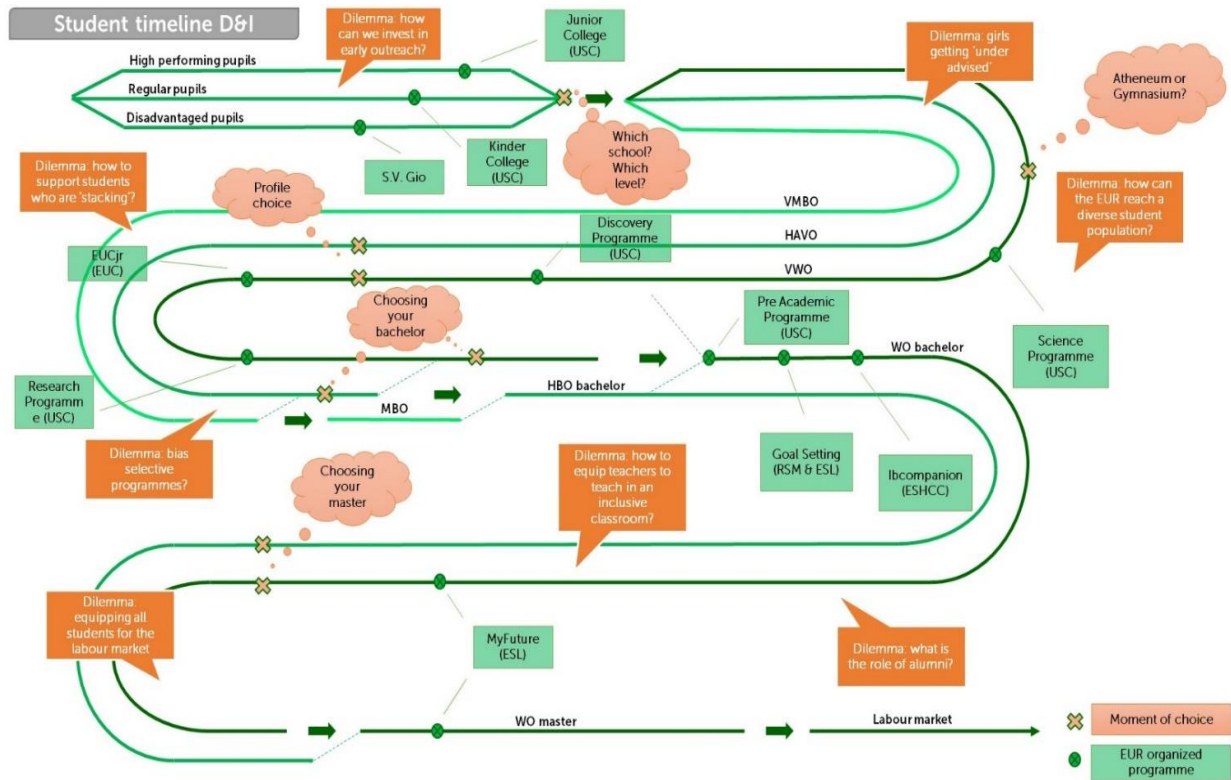 Student timeline D&I
Dilemma: how
can we invest in
early outreach?
Junior
College
(USC)
Dilemma: girls
getting 'under
advised'
Atheneum or
Gymnasium?
High performing pupils
Regular pupils
Disadvantaged pupils
S.V. Gio
Kinder
College
(USC)
Which
school?
Which
level?
Dilemma: how to
support students
who are 'stacking'?
Profile
choice
VMBO
Dilemma: how can
the EUR reach a
diverse student
population?
Discovery
Programme
(USC)
HAVO
EUCjr
(EUC)
VWO
Choosing
your
bachelor
Pre Academic
Programme
(USC)
WO bachelor
Science
Programme
(USC)
Research
Programm
e (USC)
HBO bachelor
MBO
Dilemma: bias
selective
programmes?
Choosing
your
master
Dilemma: how to
equip teachers to
teach in an
inclusive
classroom?
Goal Setting
(RSM & ESL)
Ibcompanion
(ESHCC)
Dilemma:
equipping all
students for the
labour market
MyFuture
(ESL)
Dilemma: what is
the role of alumni?
WO master
Labour market
Moment of choice
EUR organized
programme